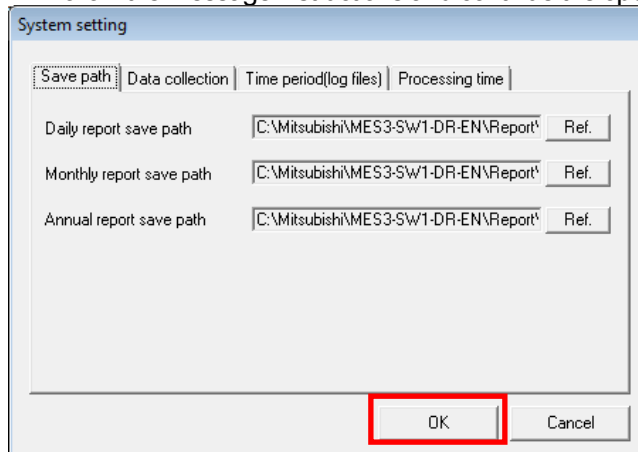 System setting
Save path Data collection Time period(log files) Processing time
Daily report save path C:\Mitsubishi\MES3-SW1-DR-EN\Report\ Ref.
Monthly report save path C:\Mitsubishi\MES3-SW1-DR-EN\Report\ Ref.
Annual report save path C:\Mitsubishi\MES3-SW1-DR-EN\Report\ Ref.
OK Cancel